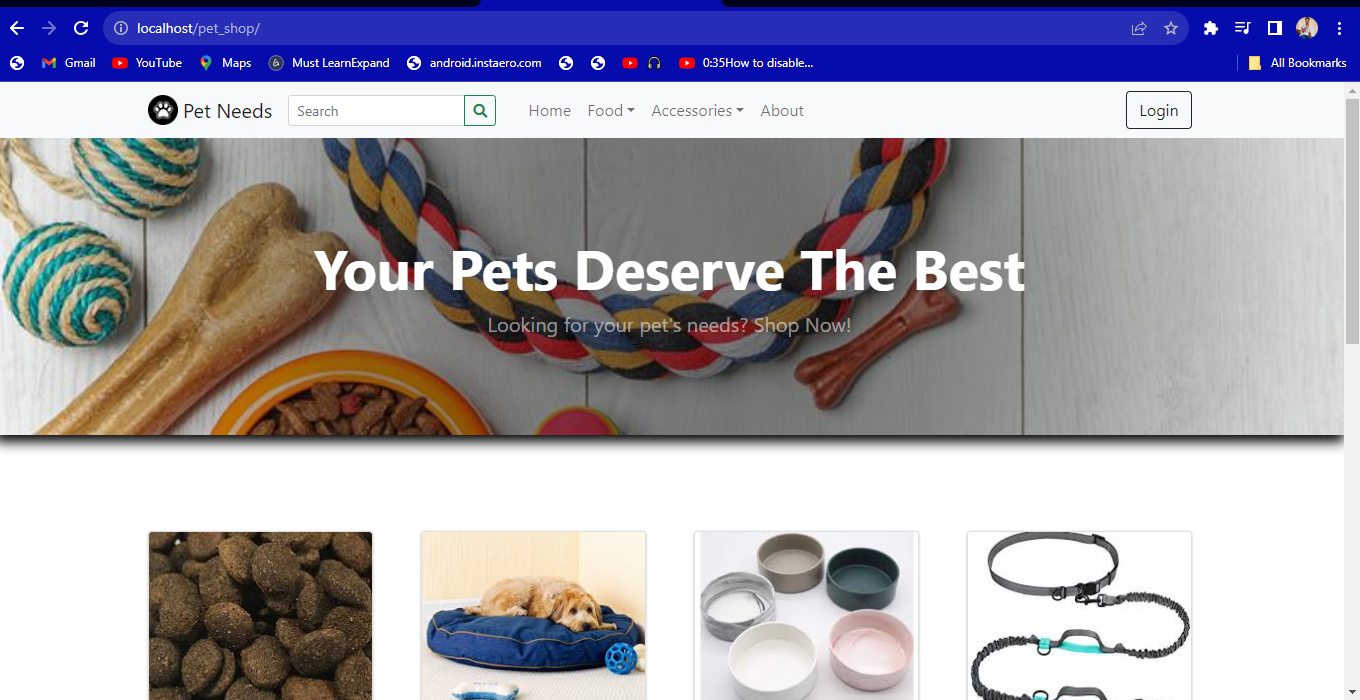 localhost/pet_shop/
Gmail YouTube Maps Must LearnExpand android.instaero.com 0:35How to disable... All Bookmarks
Pet Needs Search Home Food Accessories About Login
Your Pets Deserve The Best
Looking for your pet's needs? Shop Now!